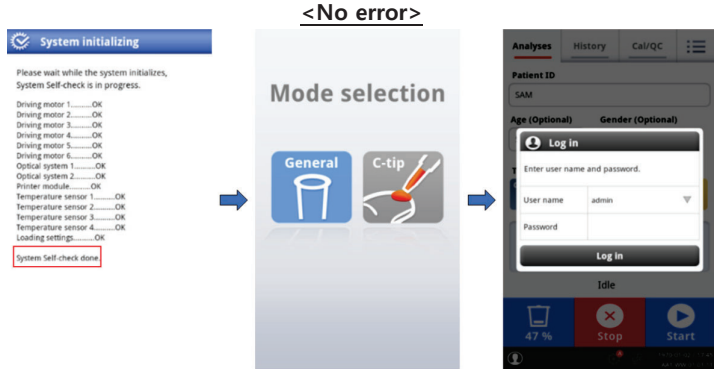 <No error>
System initializing
Please wait while the system initializes,
System Self-check is in progress.
Driving motor 1.........OK
Driving motor 2.........OK
Driving motor 3.........OK
Driving motor 4.........OK
Driving motor 5.........OK
Driving motor 6.........OK
Optical system 1.........OK
Optical system 2.........OK
Printer module.........OK
Temperature sensor 1.........OK
Temperature sensor 2.........OK
Temperature sensor 3.........OK
Temperature sensor 4.........OK
Loading settings.........OK
System Self-check done.
Mode selection
General
C-tip
Analyses History Cal/QC
Patient ID
SAM
Age (Optional) Gender (Optional)
Log in
Enter user name and password.
User name admin
Password
Log in
Idle
47 % Stop Start